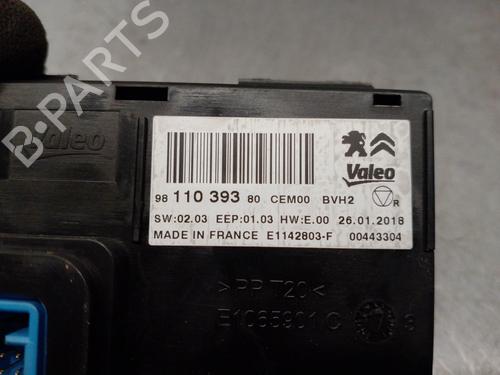 B-PARTS
Valeo
Valeo
98 110 393 80 CEM00 BVH2
R
SW:02.03 EEP:01.03 HW:E.00 26.01.2018
MADE IN FRANCE E1142803-F 00443304
>PP T20<
E1065901 C